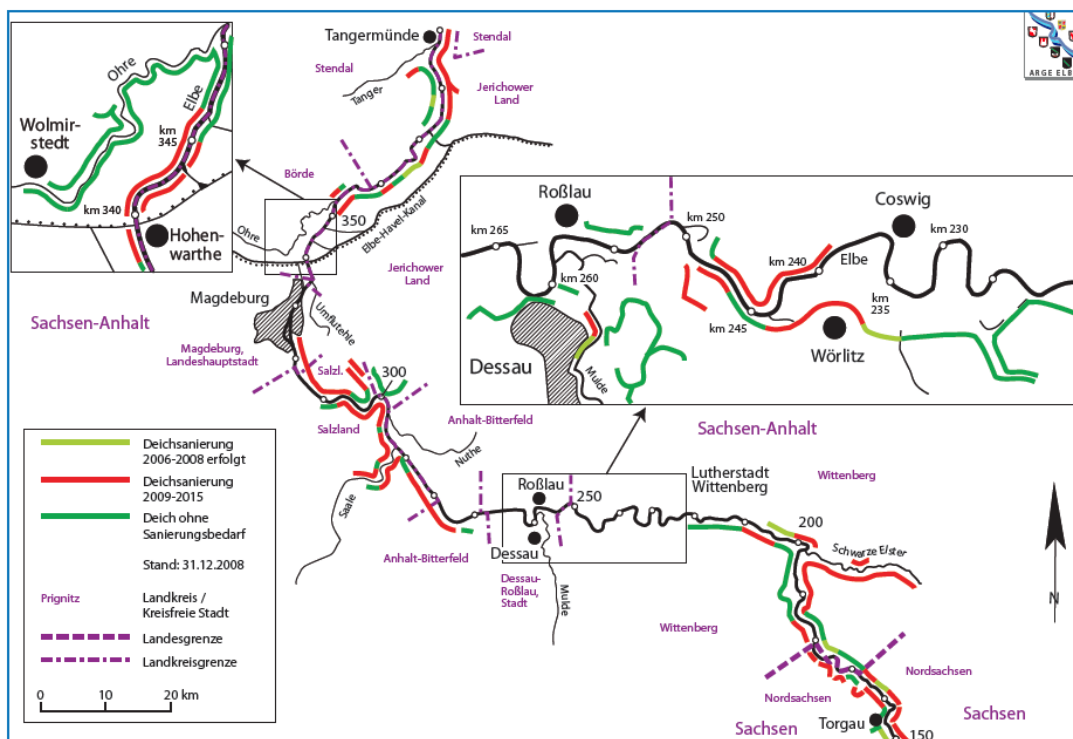 Ohre
Elbe
Wolmir-
stedt
km
345
km 340
Hohen-
warthe
Tangermünde
Stendal
Stendal
Tanger
Jerichower
Land
Börde
350
Ohre
Elbe-Havel-Kanal
Jerichower
Land
ARGE ELB
Roßlau
Coswig
km 265
km 250
km 230
km 240
Elbe
km 260
km
235
km 245
Wörlitz
Dessau
Mulde
Magdeburg
Umflutehle
Sachsen-Anhalt
Magdeburg,
Landeshauptstadt
Salzl.
300
Salzland
Anhalt-Bitterfeld
Nuthe
Saale
Sachsen-Anhalt
Roßlau
250
Lutherstadt
Wittenberg
Wittenberg
Dessau
Anhalt-Bitterfeld
Dessau-
Roßlau,
Stadt
Mulde
200
Schwarze Elster
Wittenberg
Nordsachsen
Nordsachsen
Sachsen
Sachsen
Torgau
150
N
Deichsanierung
2006-2008 erfolgt
Deichsanierung
2009-2015
Deich ohne
Sanierungsbedarf
Stand: 31.12.2008
Prignitz
Landkreis /
Kreisfreie Stadt
Landesgrenze
Landkreisgrenze
0 10 20 km